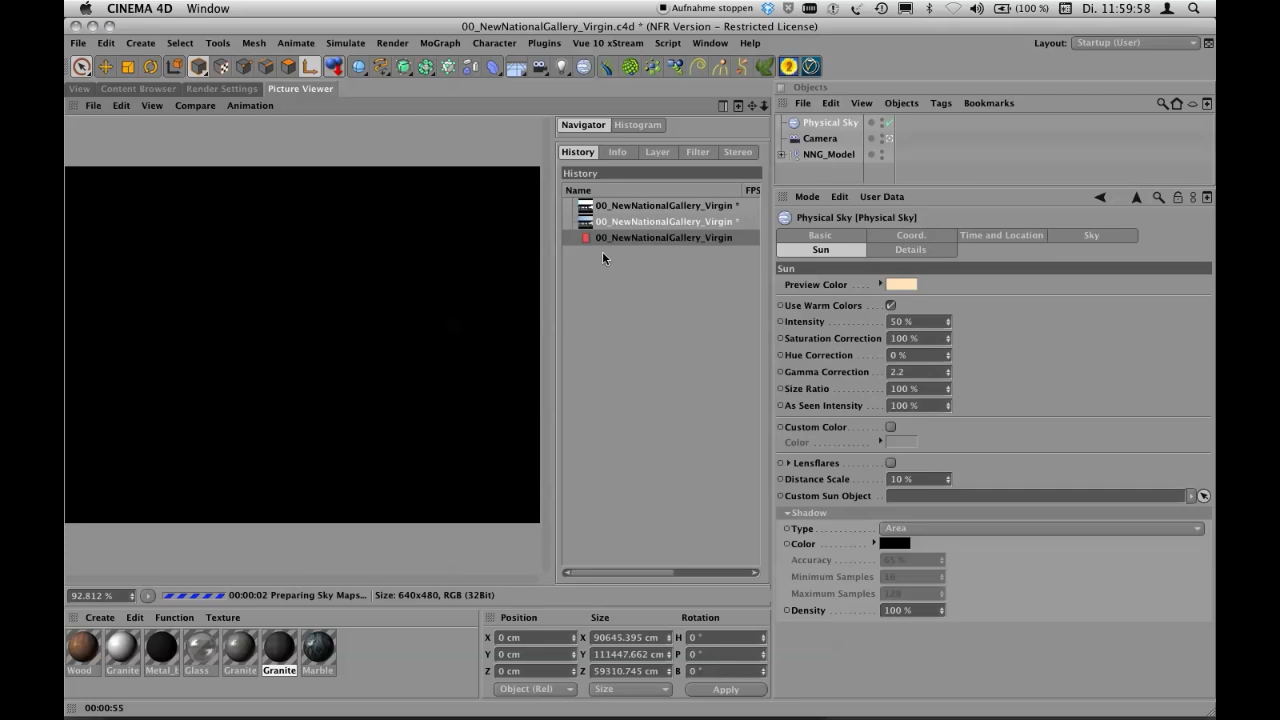 CINEMA 4D Window Aufnahme stoppen (100 %) Di. 11:59:58
00_NewNationalGallery_Virgin.c4d * (NFR Version - Restricted License)
File Edit Create Select Tools Mesh Animate Simulate Render MoGraph Character Plugins Vue 10 xStream Script Window Help Layout: Startup (User)
View Content Browser Render Settings Picture Viewer Objects
File Edit View Compare Animation File Edit View Objects Tags Bookmarks
Navigator Histogram Physical Sky
Camera
History Info Layer Filter Stereo NNG_Model
History
Name FPS Mode Edit User Data
00_NewNationalGallery_Virgin * Physical Sky [Physical Sky]
00_NewNationalGallery_Virgin * Basic Coord. Time and Location Sky
00_NewNationalGallery_Virgin Sun Details
Sun
Preview Color
Use Warm Colors
Intensity 50 %
Saturation Correction 100 %
Hue Correction 0 %
Gamma Correction 2.2
Size Ratio 100 %
As Seen Intensity 100 %
Custom Color
Color
Lensflares
Distance Scale 10 %
Custom Sun Object
Shadow
Type Area
Color
Accuracy 65 %
Minimum Samples 16
Maximum Samples 128
Density 100 %
92.812 % 00:00:02 Preparing Sky Maps... Size: 640x480, RGB (32Bit)
Create Edit Function Texture Position Size Rotation
X 0 cm X 90645.395 cm H 0 °
Y 0 cm Y 111447.662 cm P 0 °
Wood Granite Metal_ Glass Granite Granite Marble Z 0 cm Z 59310.745 cm B 0 °
Object (Rel) Size Apply
00:00:55